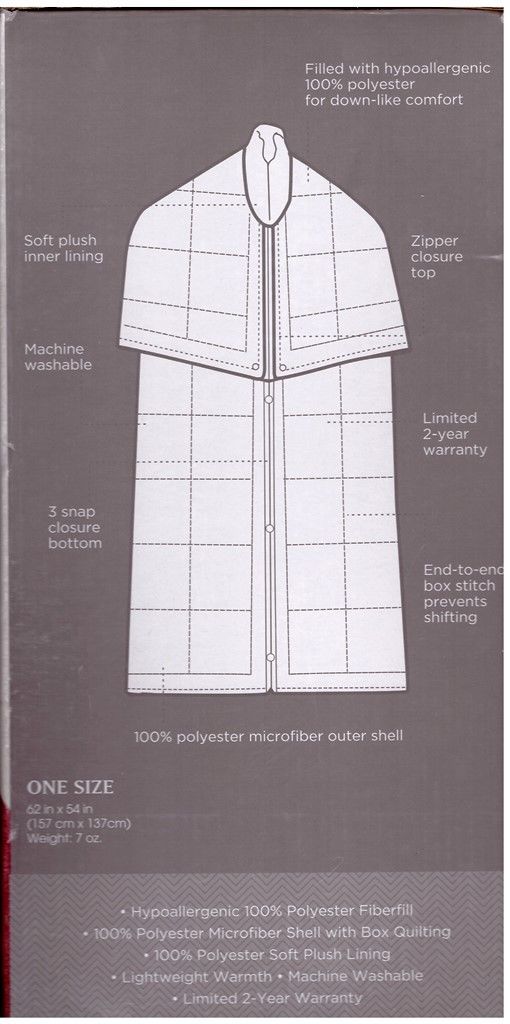 Filled with hypoallergenic
100% polyester
for down-like comfort
Soft plush
inner lining
Zipper
closure
top
Machine
washable
Limited
2-year
warranty
3 snap
closure
bottom
End-to-end
box stitch
prevents
shifting
100% polyester microfiber outer shell
ONE SIZE
62 in x 54 in
(157 cm x 137cm)
Weight: 7 oz.
• Hypoallergenic 100% Polyester Fiberfill
• 100% Polyester Microfiber Shell with Box Quilting
• 100% Polyester Soft Plush Lining
• Lightweight Warmth • Machine Washable
• Limited 2-Year Warranty